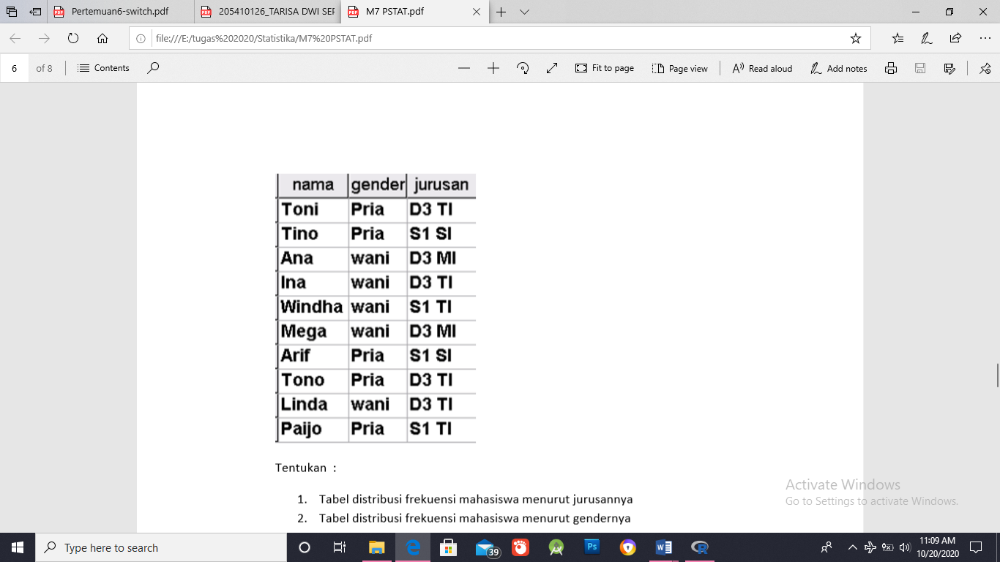 Pertemuan6-switch.pdf
205410126_TARISA DWI SEP
M7 PSTAT.pdf
file:///E:/tugas%202020/Statistika/M7%20PSTAT.pdf
6 of 8 Contents Fit to page Page view Read aloud Add notes
nama gender jurusan
Toni Pria D3 TI
Tino Pria S1 SI
Ana wani D3 MI
Ina wani D3 TI
Windha wani S1 TI
Mega wani D3 MI
Arif Pria S1 SI
Tono Pria D3 TI
Linda wani D3 TI
Paijo Pria S1 TI
Tentukan :
1. Tabel distribusi frekuensi mahasiswa menurut jurusannya
2. Tabel distribusi frekuensi mahasiswa menurut gendernya
Activate Windows
Go to Settings to activate Windows.
Type here to search
39
Ps
11:09 AM
10/20/2020